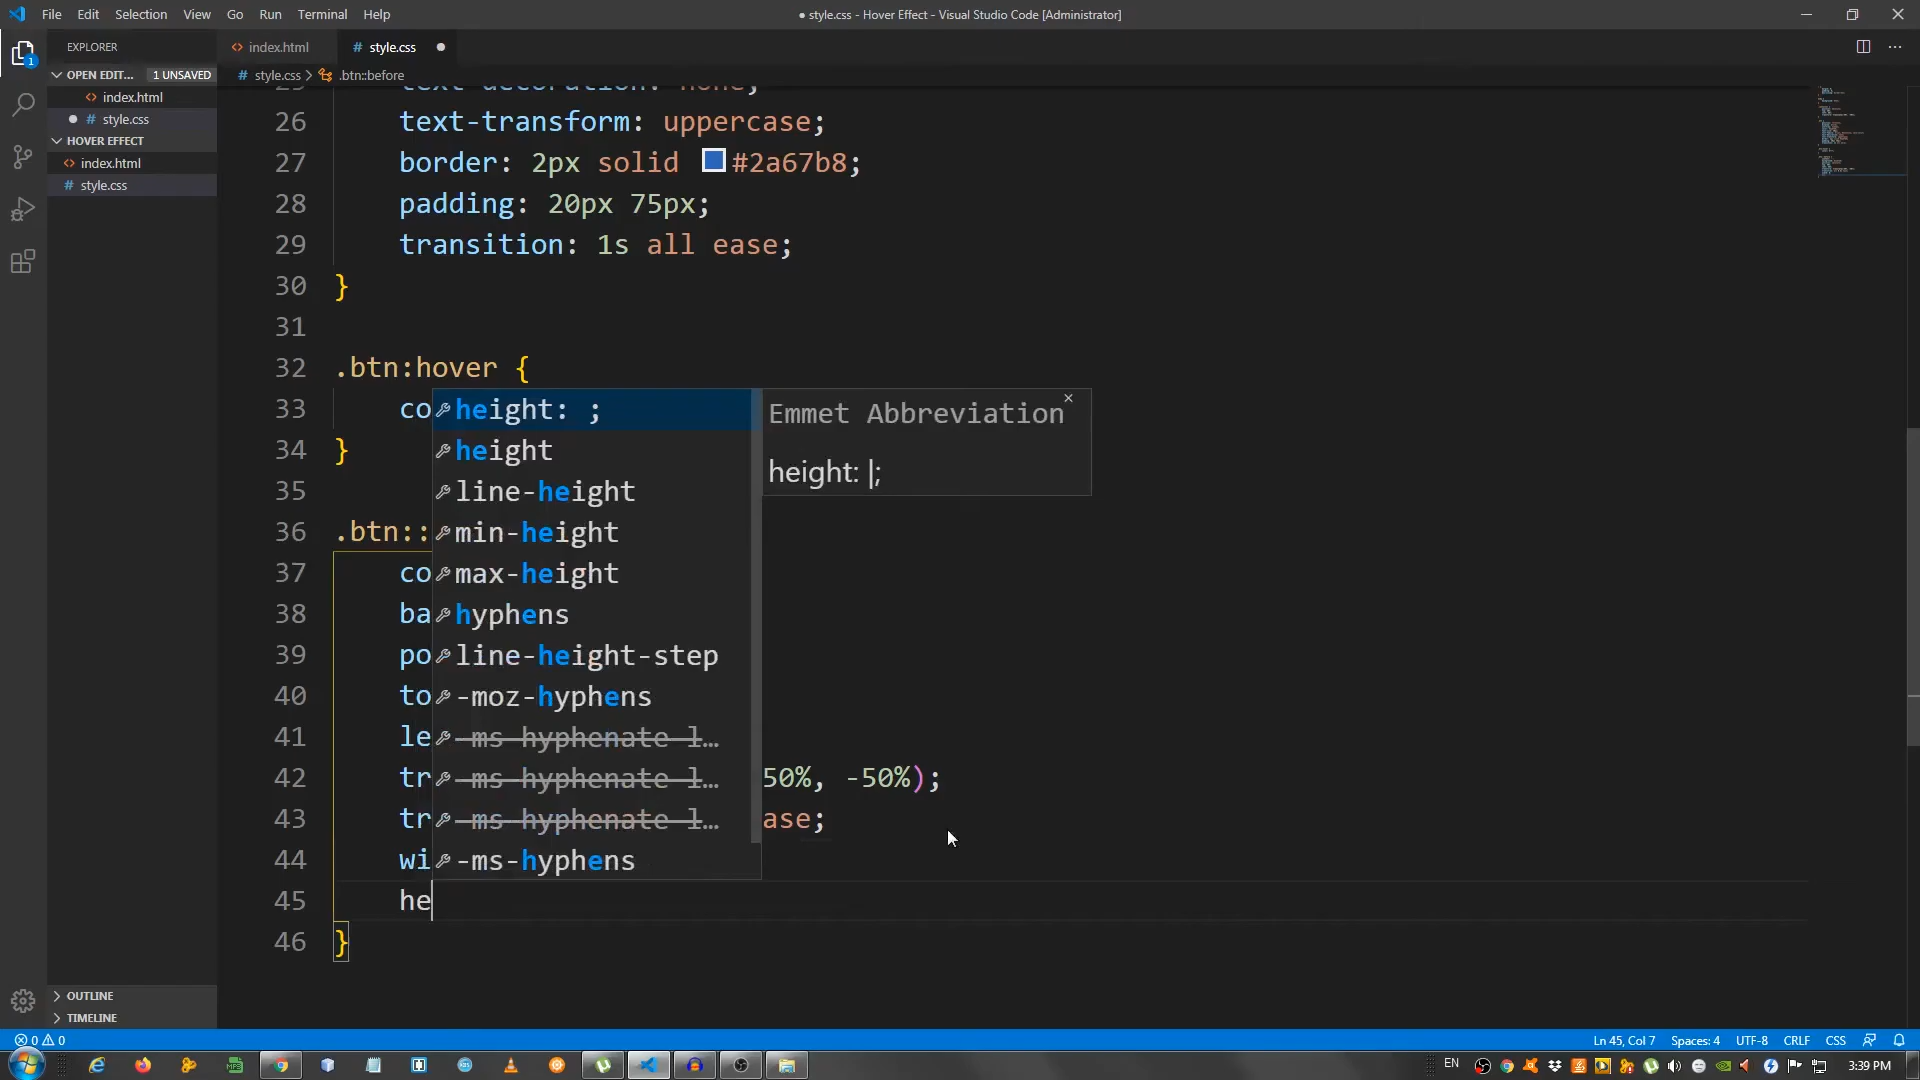 File Edit Selection View Go Run Terminal Help
● style.css - Hover Effect - Visual Studio Code [Administrator]
EXPLORER
<> index.html
# style.css ●
OPEN EDIT... 1 UNSAVED
# style.css > .btn::before
<> index.html
● # style.css
HOVER EFFECT
<> index.html
# style.css
25 text-decoration: none;
26 text-transform: uppercase;
27 border: 2px solid #2a67b8;
28 padding: 20px 75px;
29 transition: 1s all ease;
30 }
31
32 .btn:hover {
33 co
34 }
35
36 .btn::
37 co
38 ba
39 po
40 to
41 le
42 tr 50%, -50%);
43 tr ase;
44 wi
45 he
46 }
height: ;
height
line-height
min-height
max-height
hyphens
line-height-step
-moz-hyphens
-ms-hyphenate-l...
-ms-hyphenate-l...
-ms-hyphenate-l...
-ms-hyphens
Emmet Abbreviation ×
height: |;
OUTLINE
TIMELINE
0 0
Ln 45, Col 7 Spaces: 4 UTF-8 CRLF CSS
EN
3:39 PM